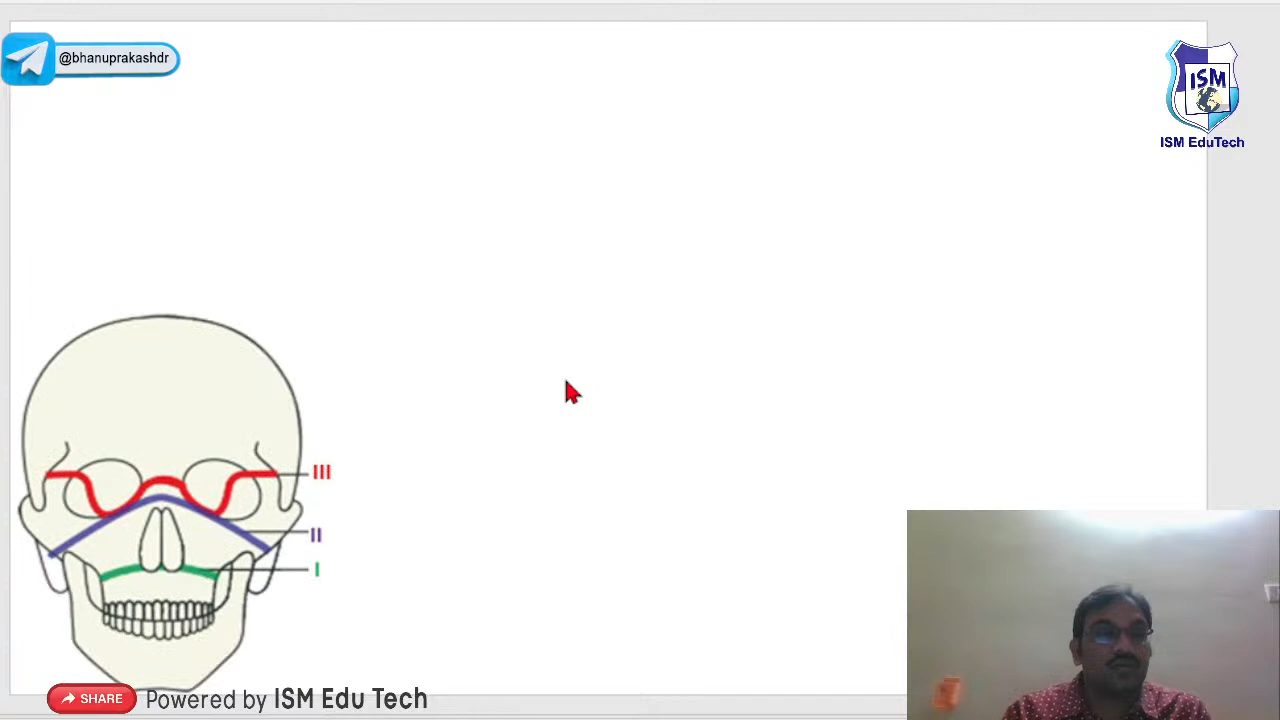 @bhanuprakashdr
ISM
ISM EduTech
III
II
I
SHARE
Powered by ISM Edu Tech